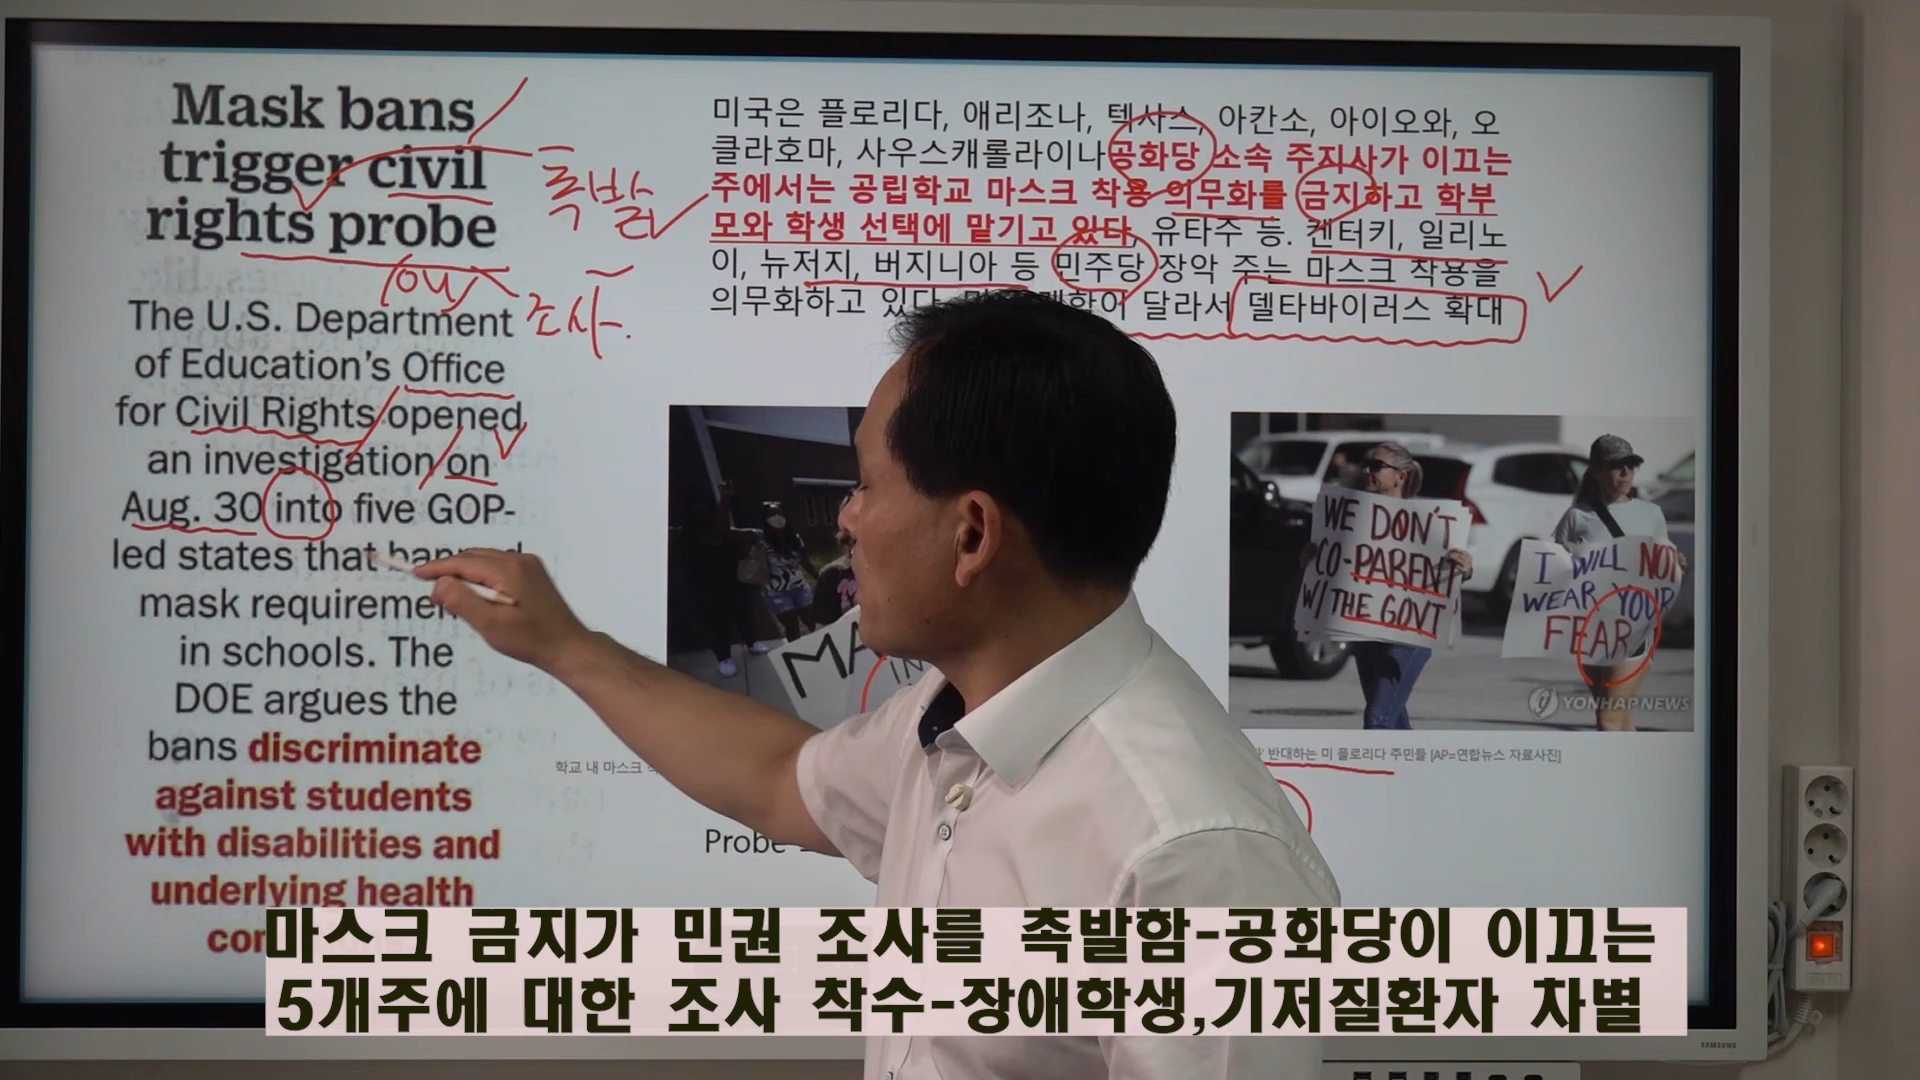 Mask bans
trigger civil
rights probe
촉발
조사.
The U.S. Department
of Education's Office
for Civil Rights opened
an investigation on
Aug. 30 into five GOP-
led states that banned
mask
in schools. The
DOE argues the
bans discriminate
against students
with disabilities and
underlying health
미국은 플로리다, 애리조나, 텍사스, 아칸소, 아이오와, 오
클라호마, 사우스캐롤라이나 공화당 소속 주지사가 이끄는
주에서는 공립학교 마스크 착용 의무화를 금지하고 학부
모와 학생 선택에 맡기고 있다, 유타주 등. 켄터키, 일리노
이, 뉴저지, 버지니아 등 민주당 장악 주는 마스크 착용을
의무화하고 있다 달라서 델타바이러스 확대
WE DON'T
CO-PARENT
W/ THE GOVT
I WILL NOT
WEAR YOUR
FEAR
YONHAP NEWS
학교 내 마스크
반대하는 미 플로리다 주민들 [AP=연합뉴스 자료사진]
Probe
마스크 금지가 민권 조사를 촉발함-공화당이 이끄는
5개주에 대한 조사 착수-장애학생,기저질환자 차별
SAMSUNG